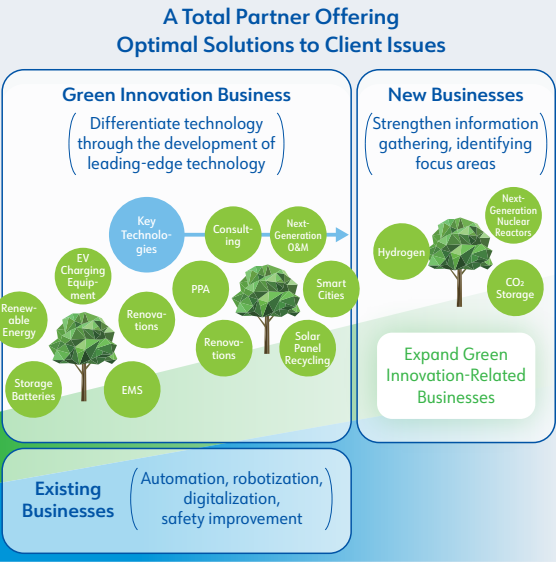 A Total Partner Offering
Optimal Solutions to Client Issues
Green Innovation Business
Differentiate technology
through the development of
leading-edge technology
Key
Technolo-
gies
Consult-
ing
Next-
Generation
O&M
EV
Charging
Equip-
ment
PPA
Smart
Cities
Renew-
able
Energy
Renova-
tions
Renova-
tions
Solar
Panel
Recycling
Storage
Batteries
EMS
New Businesses
Strengthen information
gathering, identifying
focus areas
Next-
Generation
Nuclear
Reactors
Hydrogen
CO₂
Storage
Expand Green
Innovation-Related
Businesses
Existing
Businesses
Automation, robotization,
digitalization,
safety improvement